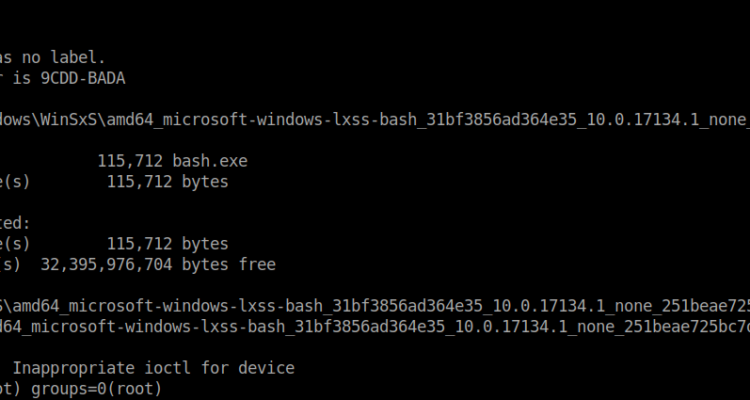 as no label.
r is 9CDD-BADA
dows\WinSxS\amd64_microsoft-windows-lxss-bash_31bf3856ad364e35_10.0.17134.1_none_
115,712 bash.exe
e(s) 115,712 bytes
ted:
e(s) 115,712 bytes
(s) 32,395,976,704 bytes free
S\amd64_microsoft-windows-lxss-bash_31bf3856ad364e35_10.0.17134.1_none_251beae725
d64_microsoft-windows-lxss-bash_31bf3856ad364e35_10.0.17134.1_none_251beae725bc7
Inappropriate ioctl for device
ot) groups=0(root)